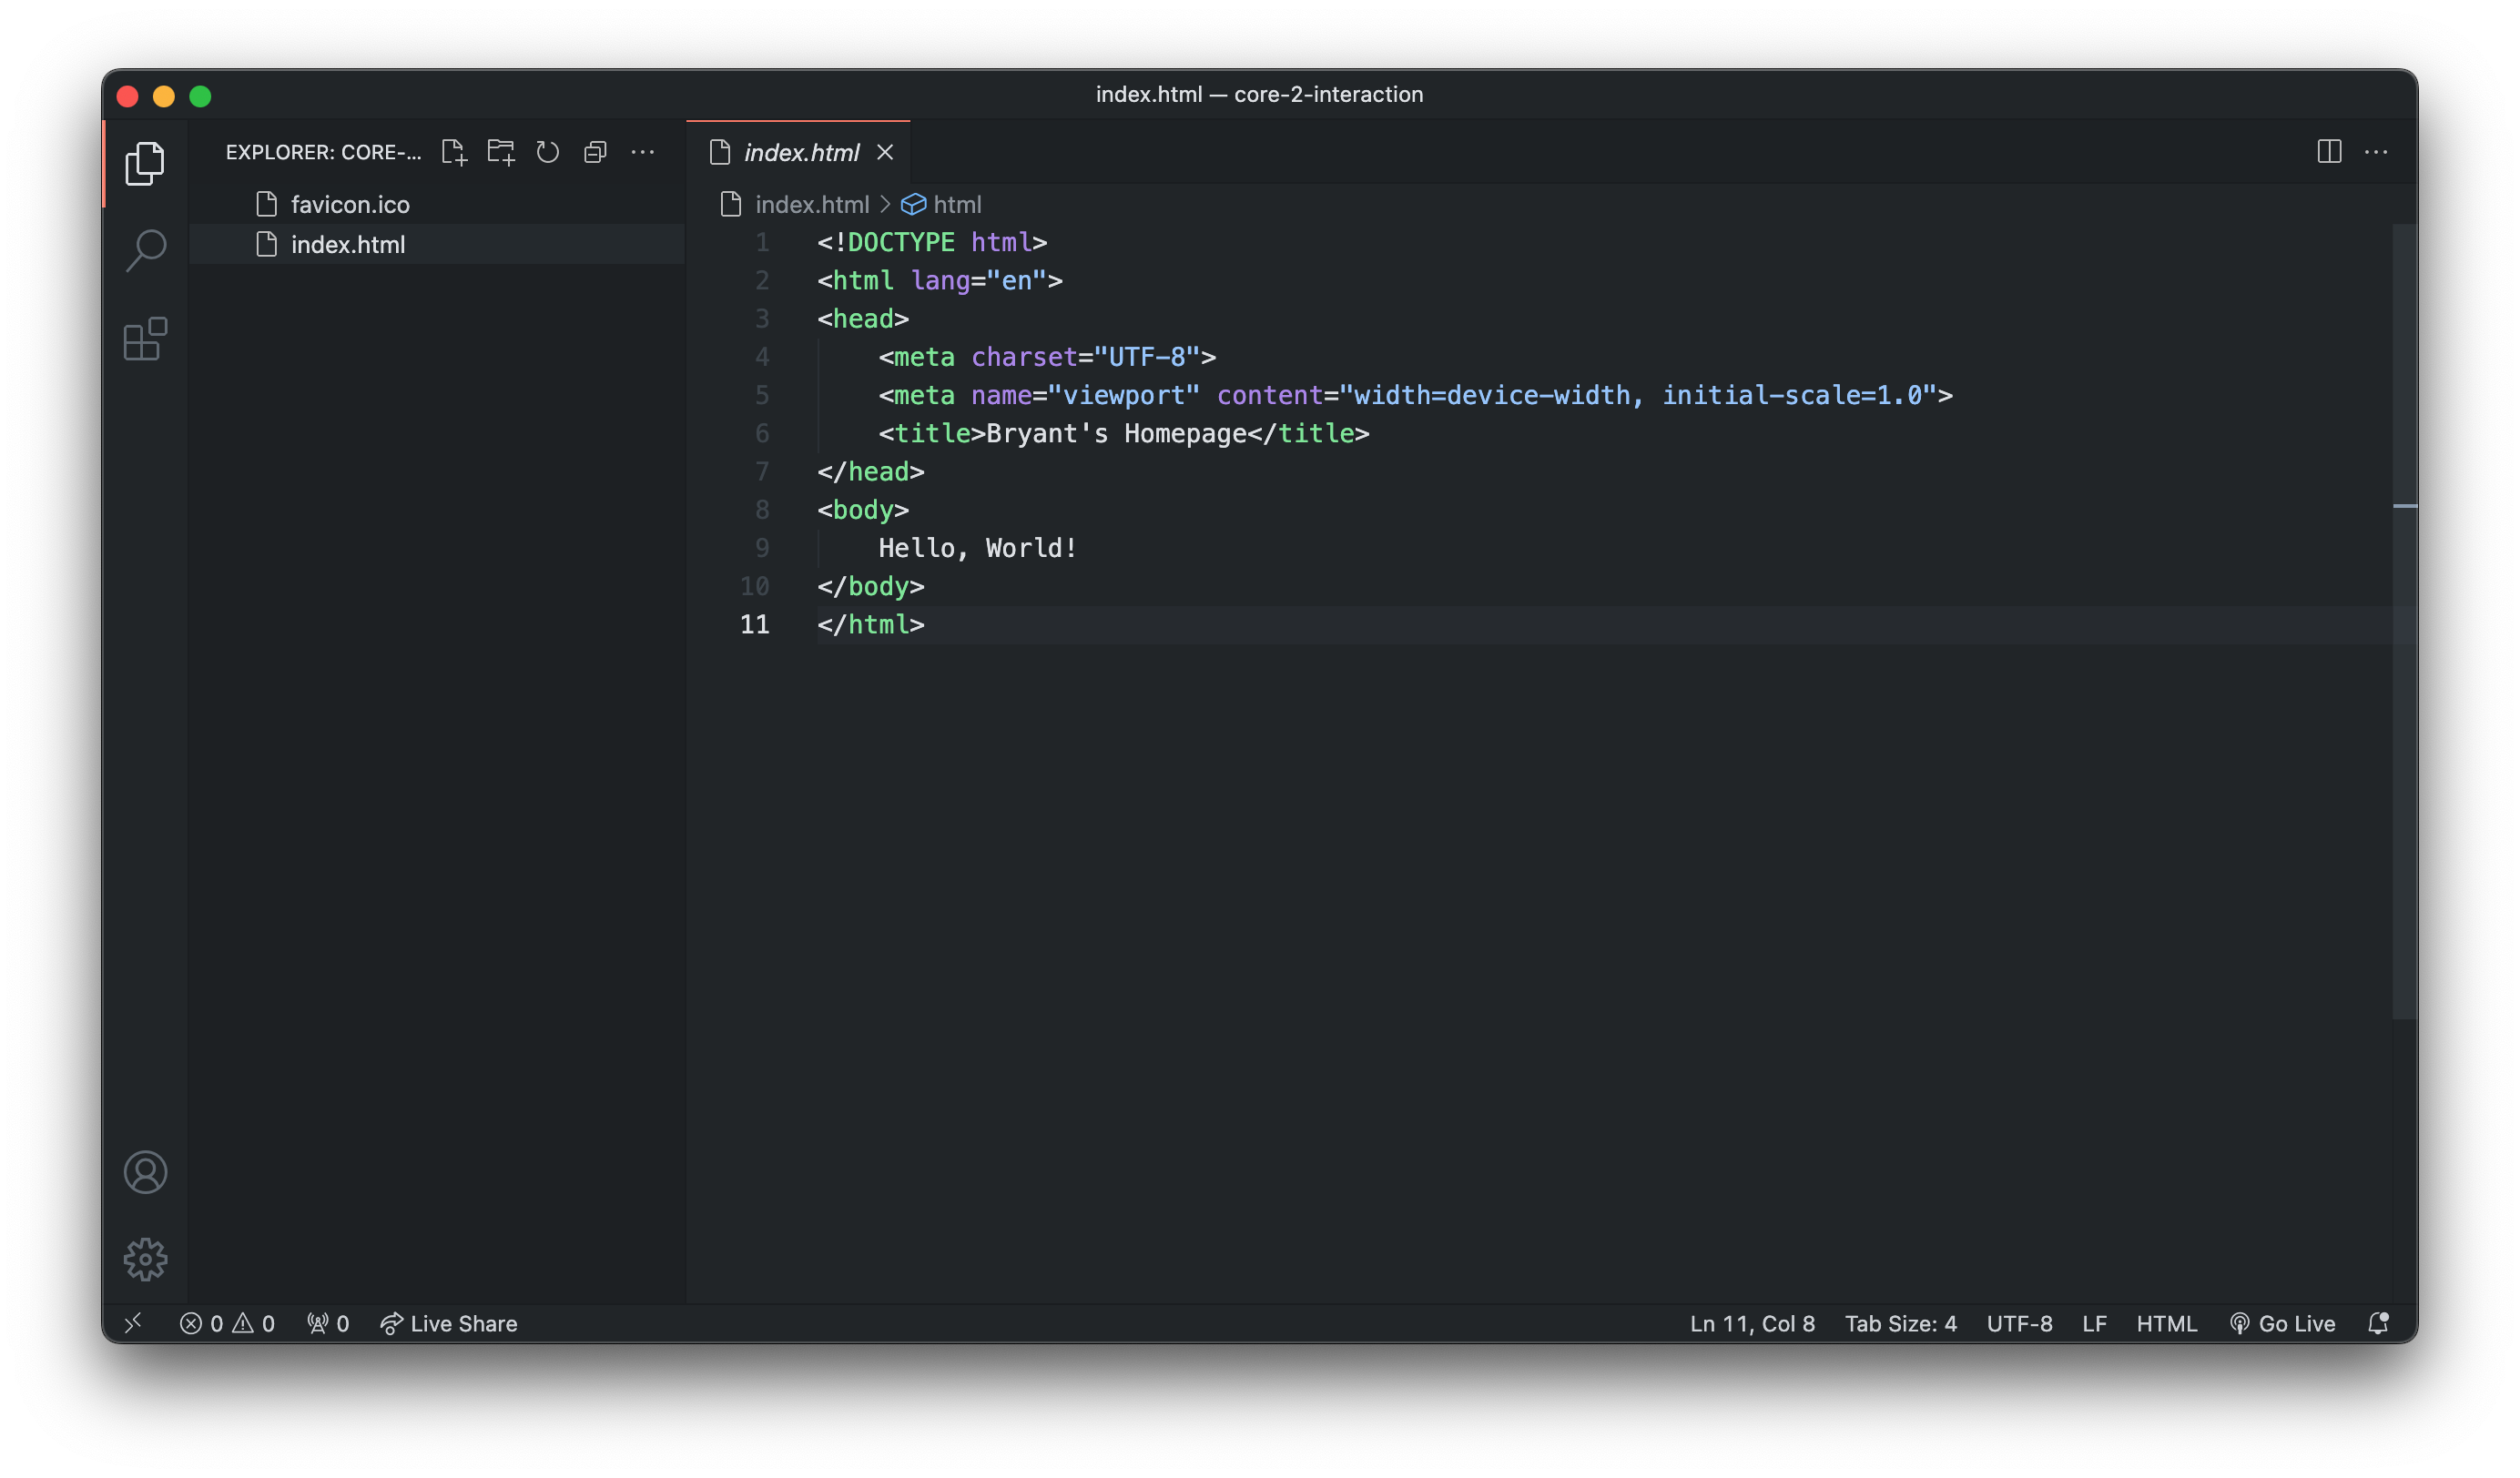 index.html — core-2-interaction
EXPLORER: CORE-...
favicon.ico
index.html
index.html
index.html > html
1 <!DOCTYPE html>
2 <html lang="en">
3 <head>
4     <meta charset="UTF-8">
5     <meta name="viewport" content="width=device-width, initial-scale=1.0">
6     <title>Bryant's Homepage</title>
7 </head>
8 <body>
9     Hello, World!
10 </body>
11 </html>
0 0 0 Live Share Ln 11, Col 8 Tab Size: 4 UTF-8 LF HTML Go Live